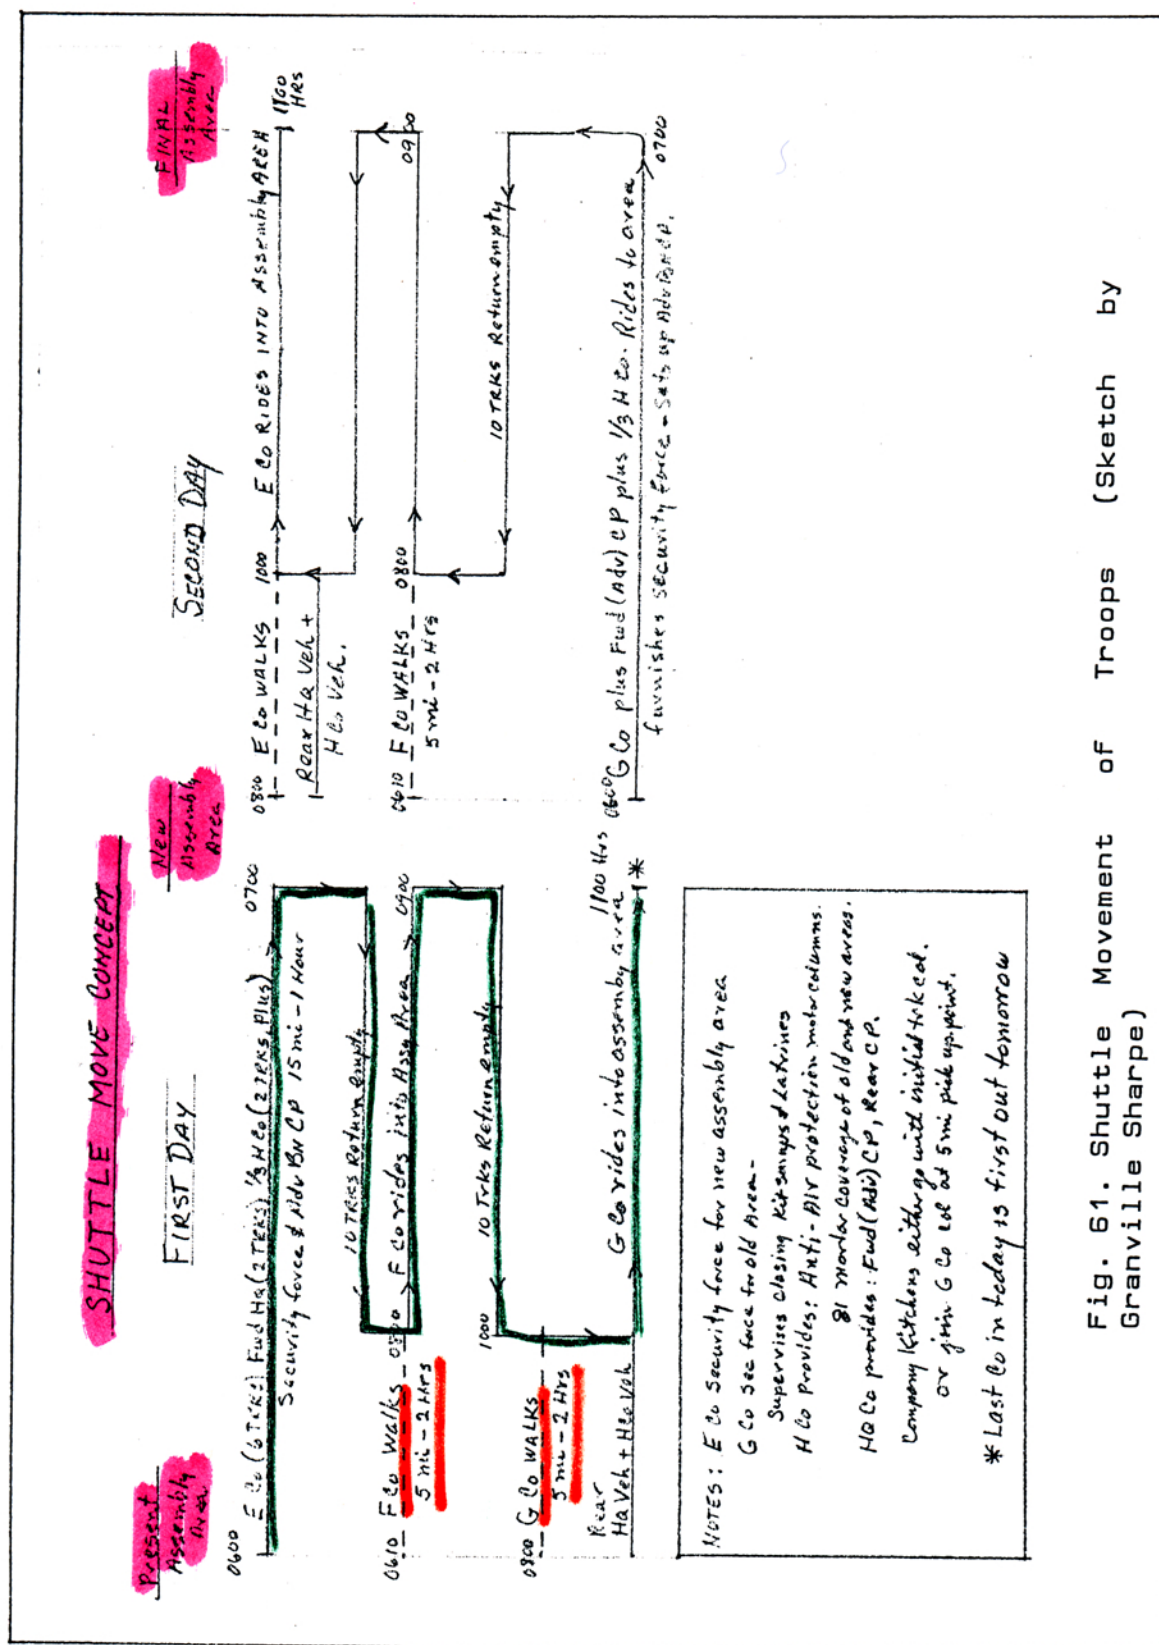 SHUTTLE MOVE CONCEPT
Present
Assembly
Area
FIRST DAY
New
Assembly
Area
SECOND DAY
FINAL
Assembly
Area
0600
E Co (6 TRKS) Fwd Hq (2 TRKS) 1/3 H Co (2 TRKS, Plus)
0700
Security force & Adv BN CP 15 mi - 1 Hour
10 TRKS Return empty
0610 F Co Walks 0800 F Co rides into Assy Area 0900
5 mi - 2 Hrs
10 Trks Return empty
1000
0800 G Co WALKS
5 mi - 2 Hrs
Rear
Hq Veh + H Co Veh
G Co rides into assembly area
1100 Hrs
*
0800 E Co WALKS 1000 E CO RIDES INTO ASSEMBLY AREA
1100
HRS
Rear Hq Veh +
H Co Veh.
0610 F CO WALKS 0800
0900
5 mi - 2 Hrs
10 TRKS Return empty
0600 G Co plus Fwd (Adv) CP plus 1/3 H Co. Rides to area
0700
furnishes security force - Sets up Adv BN CP.
NOTES: E Co Security force for new assembly area
G Co Sec force for old Area -
Supervises closing Kit sumps & Latrines
H Co Provides: Anti-Air protection motor columns.
81 mortar coverage of old and new areas.
HQ Co provides: Fwd (Adv) CP, Rear CP.
Company Kitchens either go with initial trk col.
or join G Co col at 5 mi pick up point.
* Last Co in today is first out tomorrow
Fig. 61. Shuttle Movement of Troops (Sketch by
Granville Sharpe)